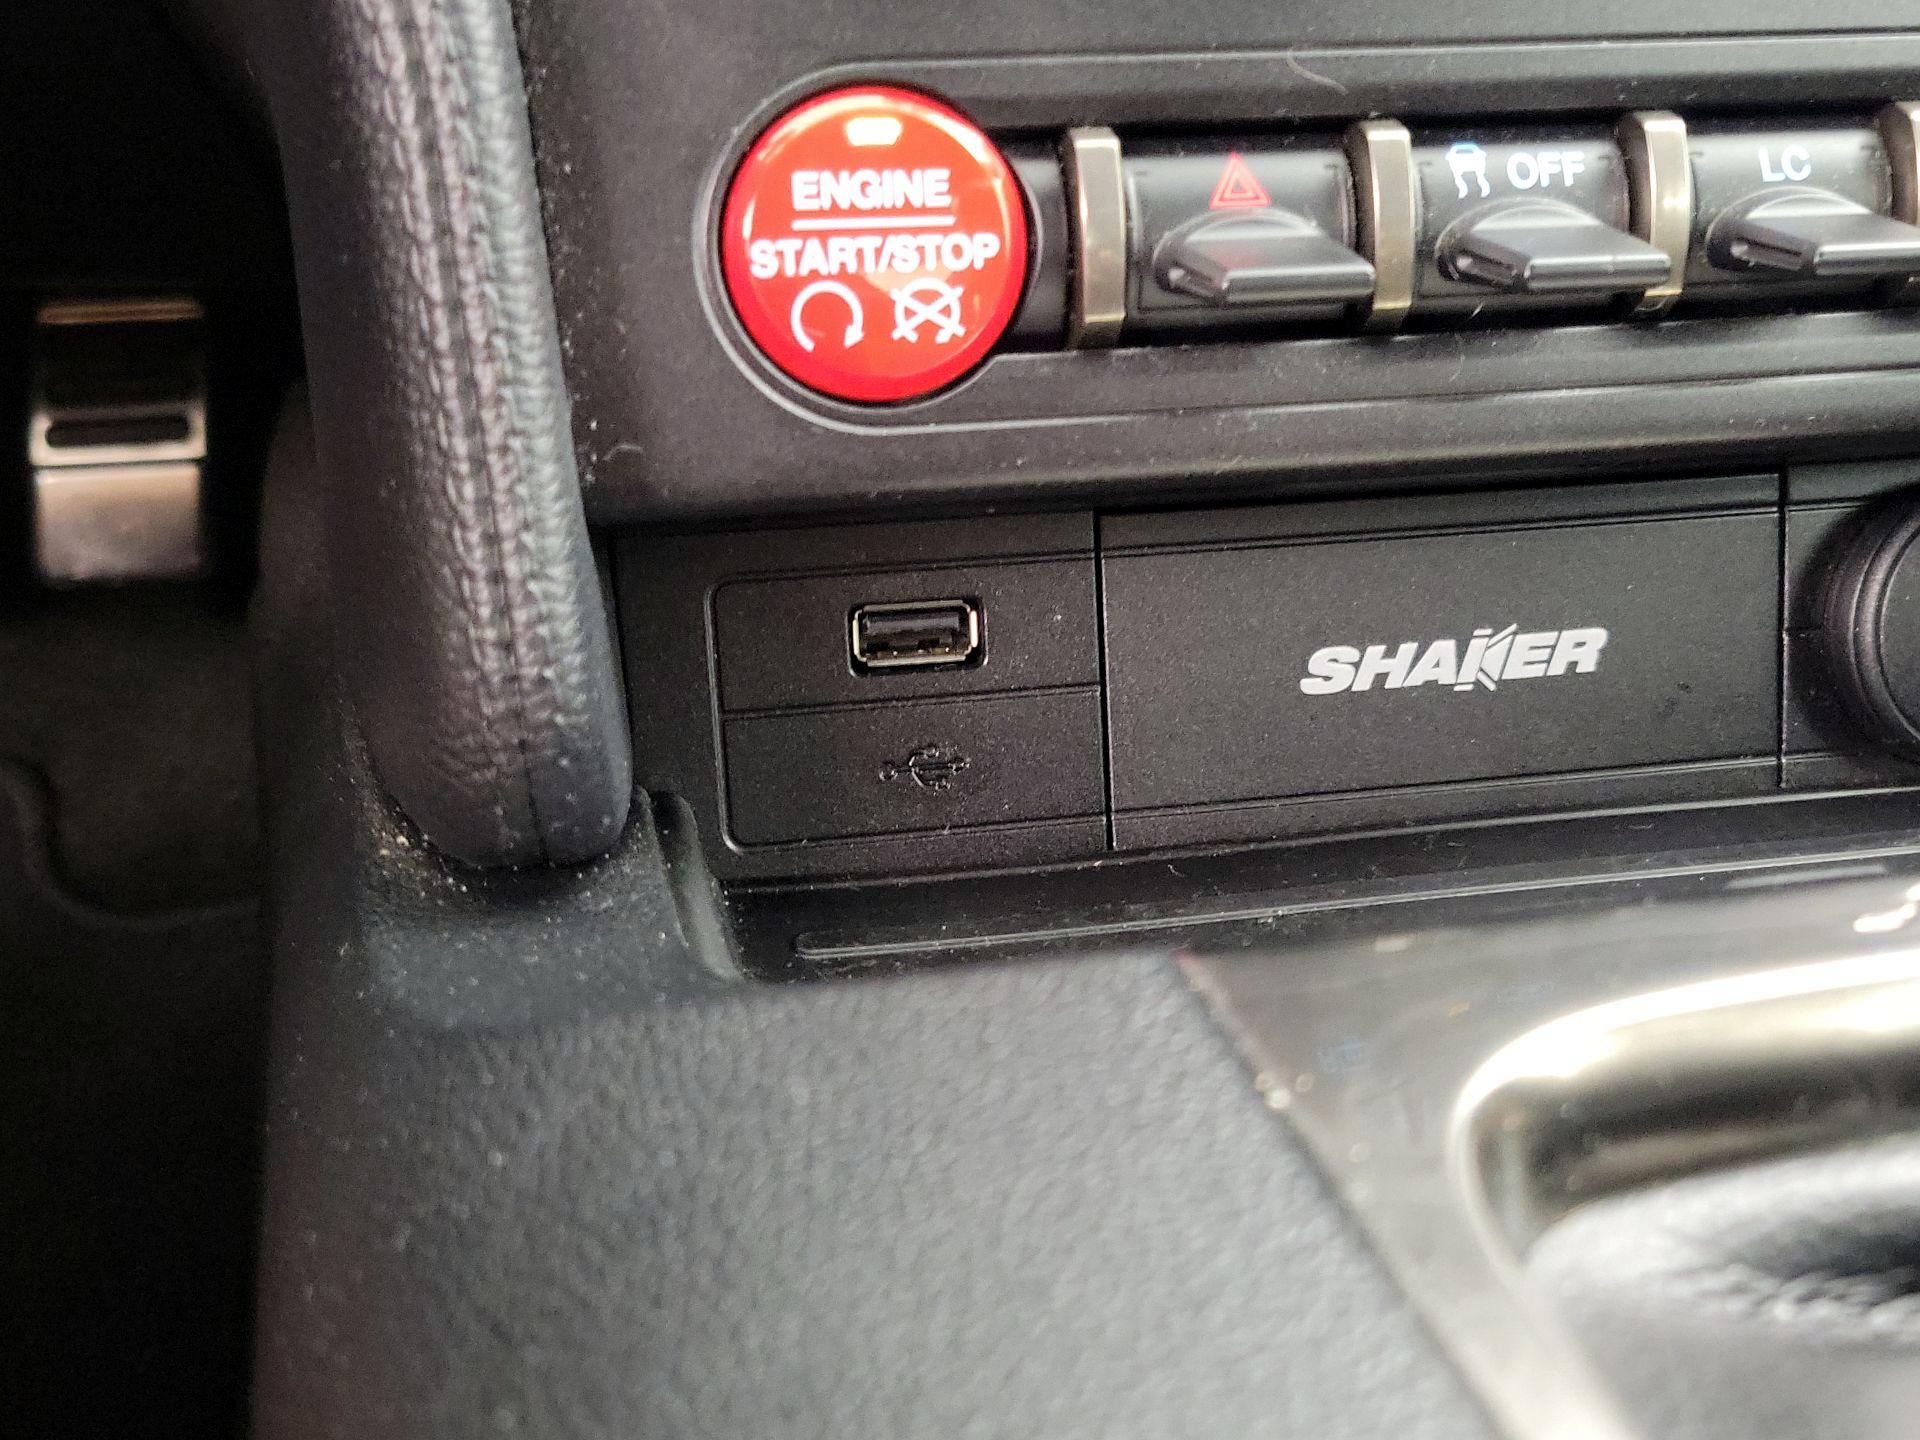 ENGINE
START/STOP
OFF
LC
SHAKER